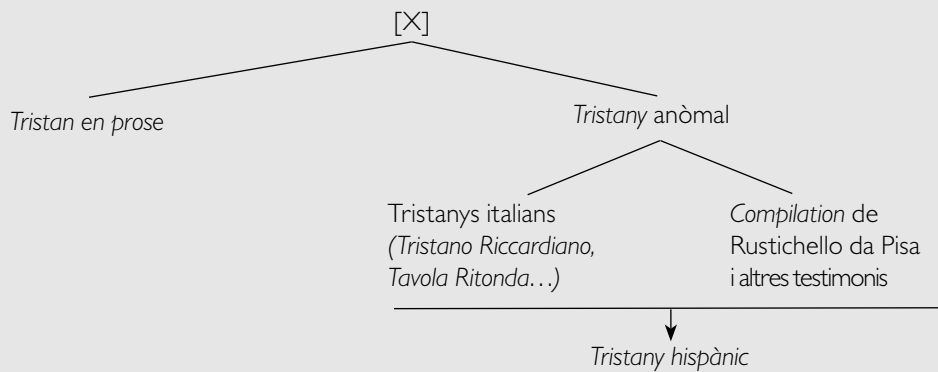 [X]
Tristan en prose
Tristany anòmal
Tristanys italians
(Tristano Riccardiano,
Tavola Ritonda…)
Compilation de
Rustichello da Pisa
i altres testimonis
Tristany hispànic